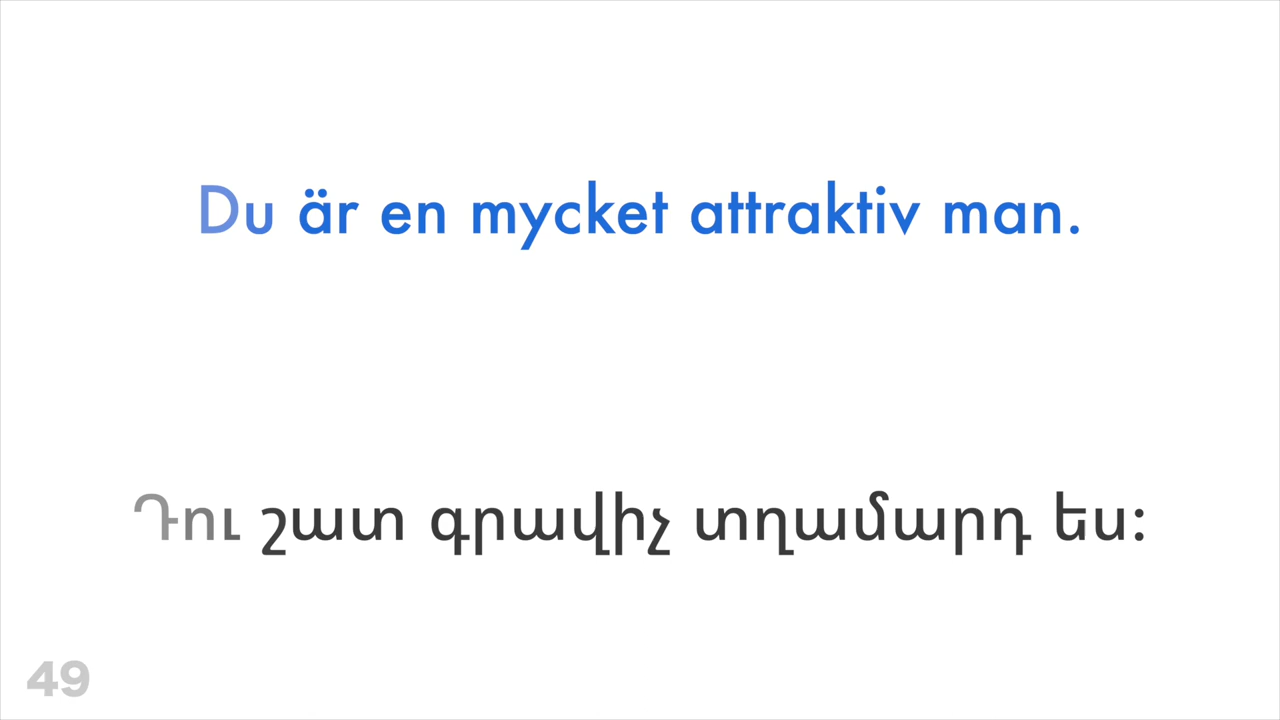 Du är en mycket attraktiv man.
Դու շատ գրավիչ տղամարդ ես:
49